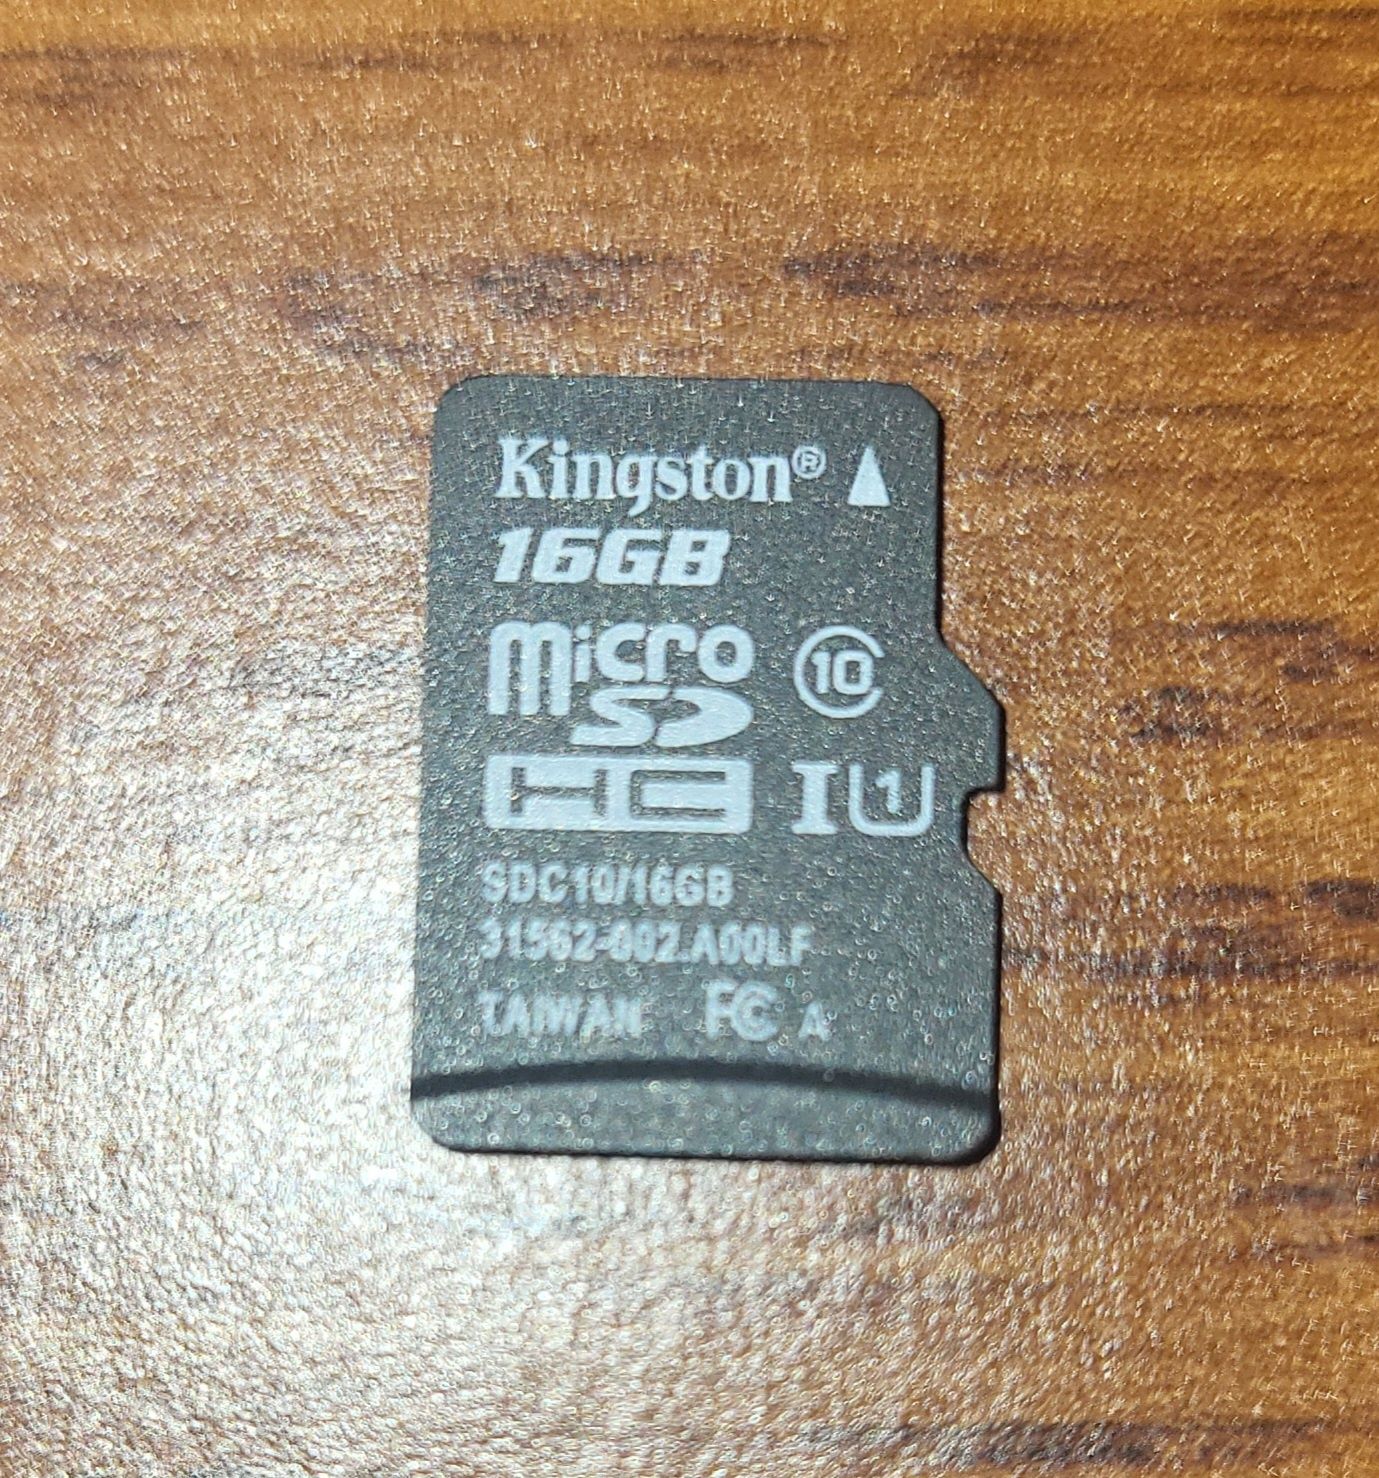 Kingston®
16GB
micro
SD 10
HC I U1
SDC10/16GB
31562-002.A00LF
TAIWAN FC A